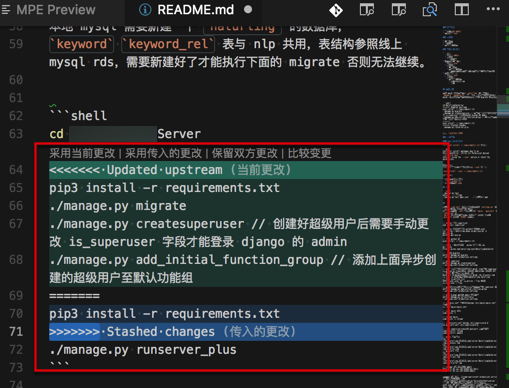 MPE Preview
README.md
本地 mysql 需要新建一个 `naturling` 的数据库，
59 `keyword` `keyword_rel` 表与 nlp 共用，表结构参照线上
mysql rds，需要新建好了才能执行下面的 migrate 否则无法继续。
60
61
62 ```shell
63 cd Server
采用当前更改 | 采用传入的更改 | 保留双方更改 | 比较变更
64 <<<<<<< Updated upstream (当前更改)
65 pip3 install -r requirements.txt
66 ./manage.py migrate
67 ./manage.py createsuperuser // 创建好超级用户后需要手动更
改 is_superuser 字段才能登录 django 的 admin
68 ./manage.py add_initial_function_group // 添加上面异步创
建的超级用户至默认功能组
69 =======
70 pip3 install -r requirements.txt
71 >>>>>>> Stashed changes (传入的更改)
72 ./manage.py runserver_plus
73 ```
74